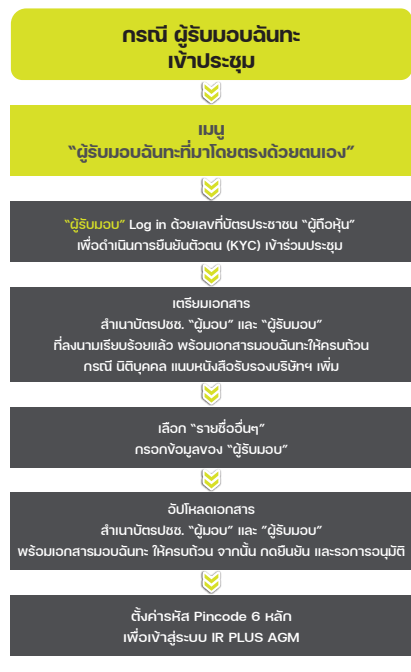 กรณี ผู้รับมอบฉันทะ
เข้าประชุม
เมนู
“ผู้รับมอบฉันทะที่มาโดยตรงด้วยตนเอง”
“ผู้รับมอบ” Log in ด้วยเลขที่บัตรประชาชน “ผู้ถือหุ้น”
เพื่อดำเนินการยืนยันตัวตน (KYC) เข้าร่วมประชุม
เตรียมเอกสาร
สำเนาบัตรปชช. “ผู้มอบ” และ “ผู้รับมอบ”
ที่ลงนามเรียบร้อยแล้ว พร้อมเอกสารมอบฉันทะให้ครบถ้วน
กรณี นิติบุคคล แนบหนังสือรับรองบริษัทฯ เพิ่ม
เลือก “รายชื่ออื่นๆ”
กรอกข้อมูลของ “ผู้รับมอบ”
อัปโหลดเอกสาร
สำเนาบัตรปชช. “ผู้มอบ” และ “ผู้รับมอบ”
พร้อมเอกสารมอบฉันทะ ให้ครบถ้วน จากนั้น กดยืนยัน และรอการอนุมัติ
ตั้งค่ารหัส Pincode 6 หลัก
เพื่อเข้าสู่ระบบ IR PLUS AGM